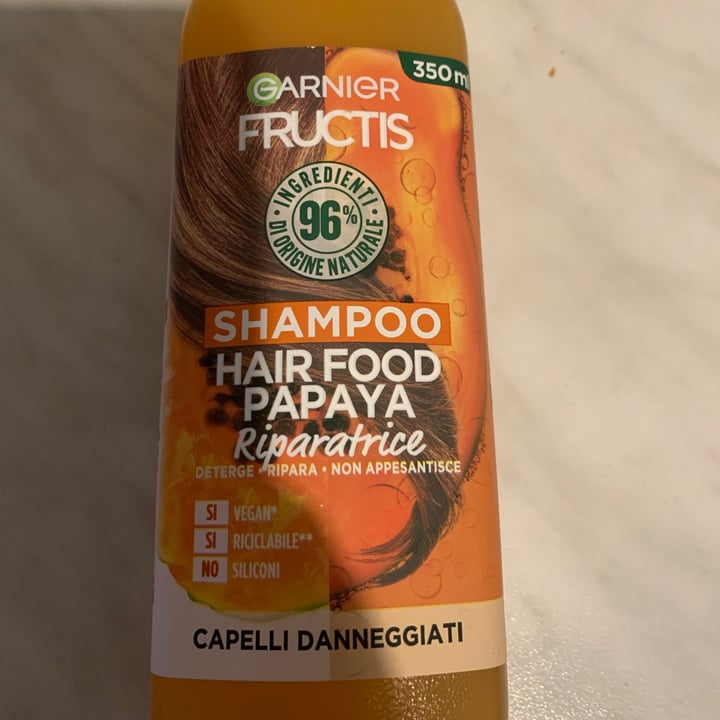 350 ml
GARNIER
FRUCTIS
INGREDIENTI
96%
DI ORIGINE NATURALE
SHAMPOO
HAIR FOOD
PAPAYA
Riparatrice
DETERGE • RIPARA • NON APPESANTISCE
SI VEGAN*
SI RICICLABILE**
NO SILICONI
CAPELLI DANNEGGIATI